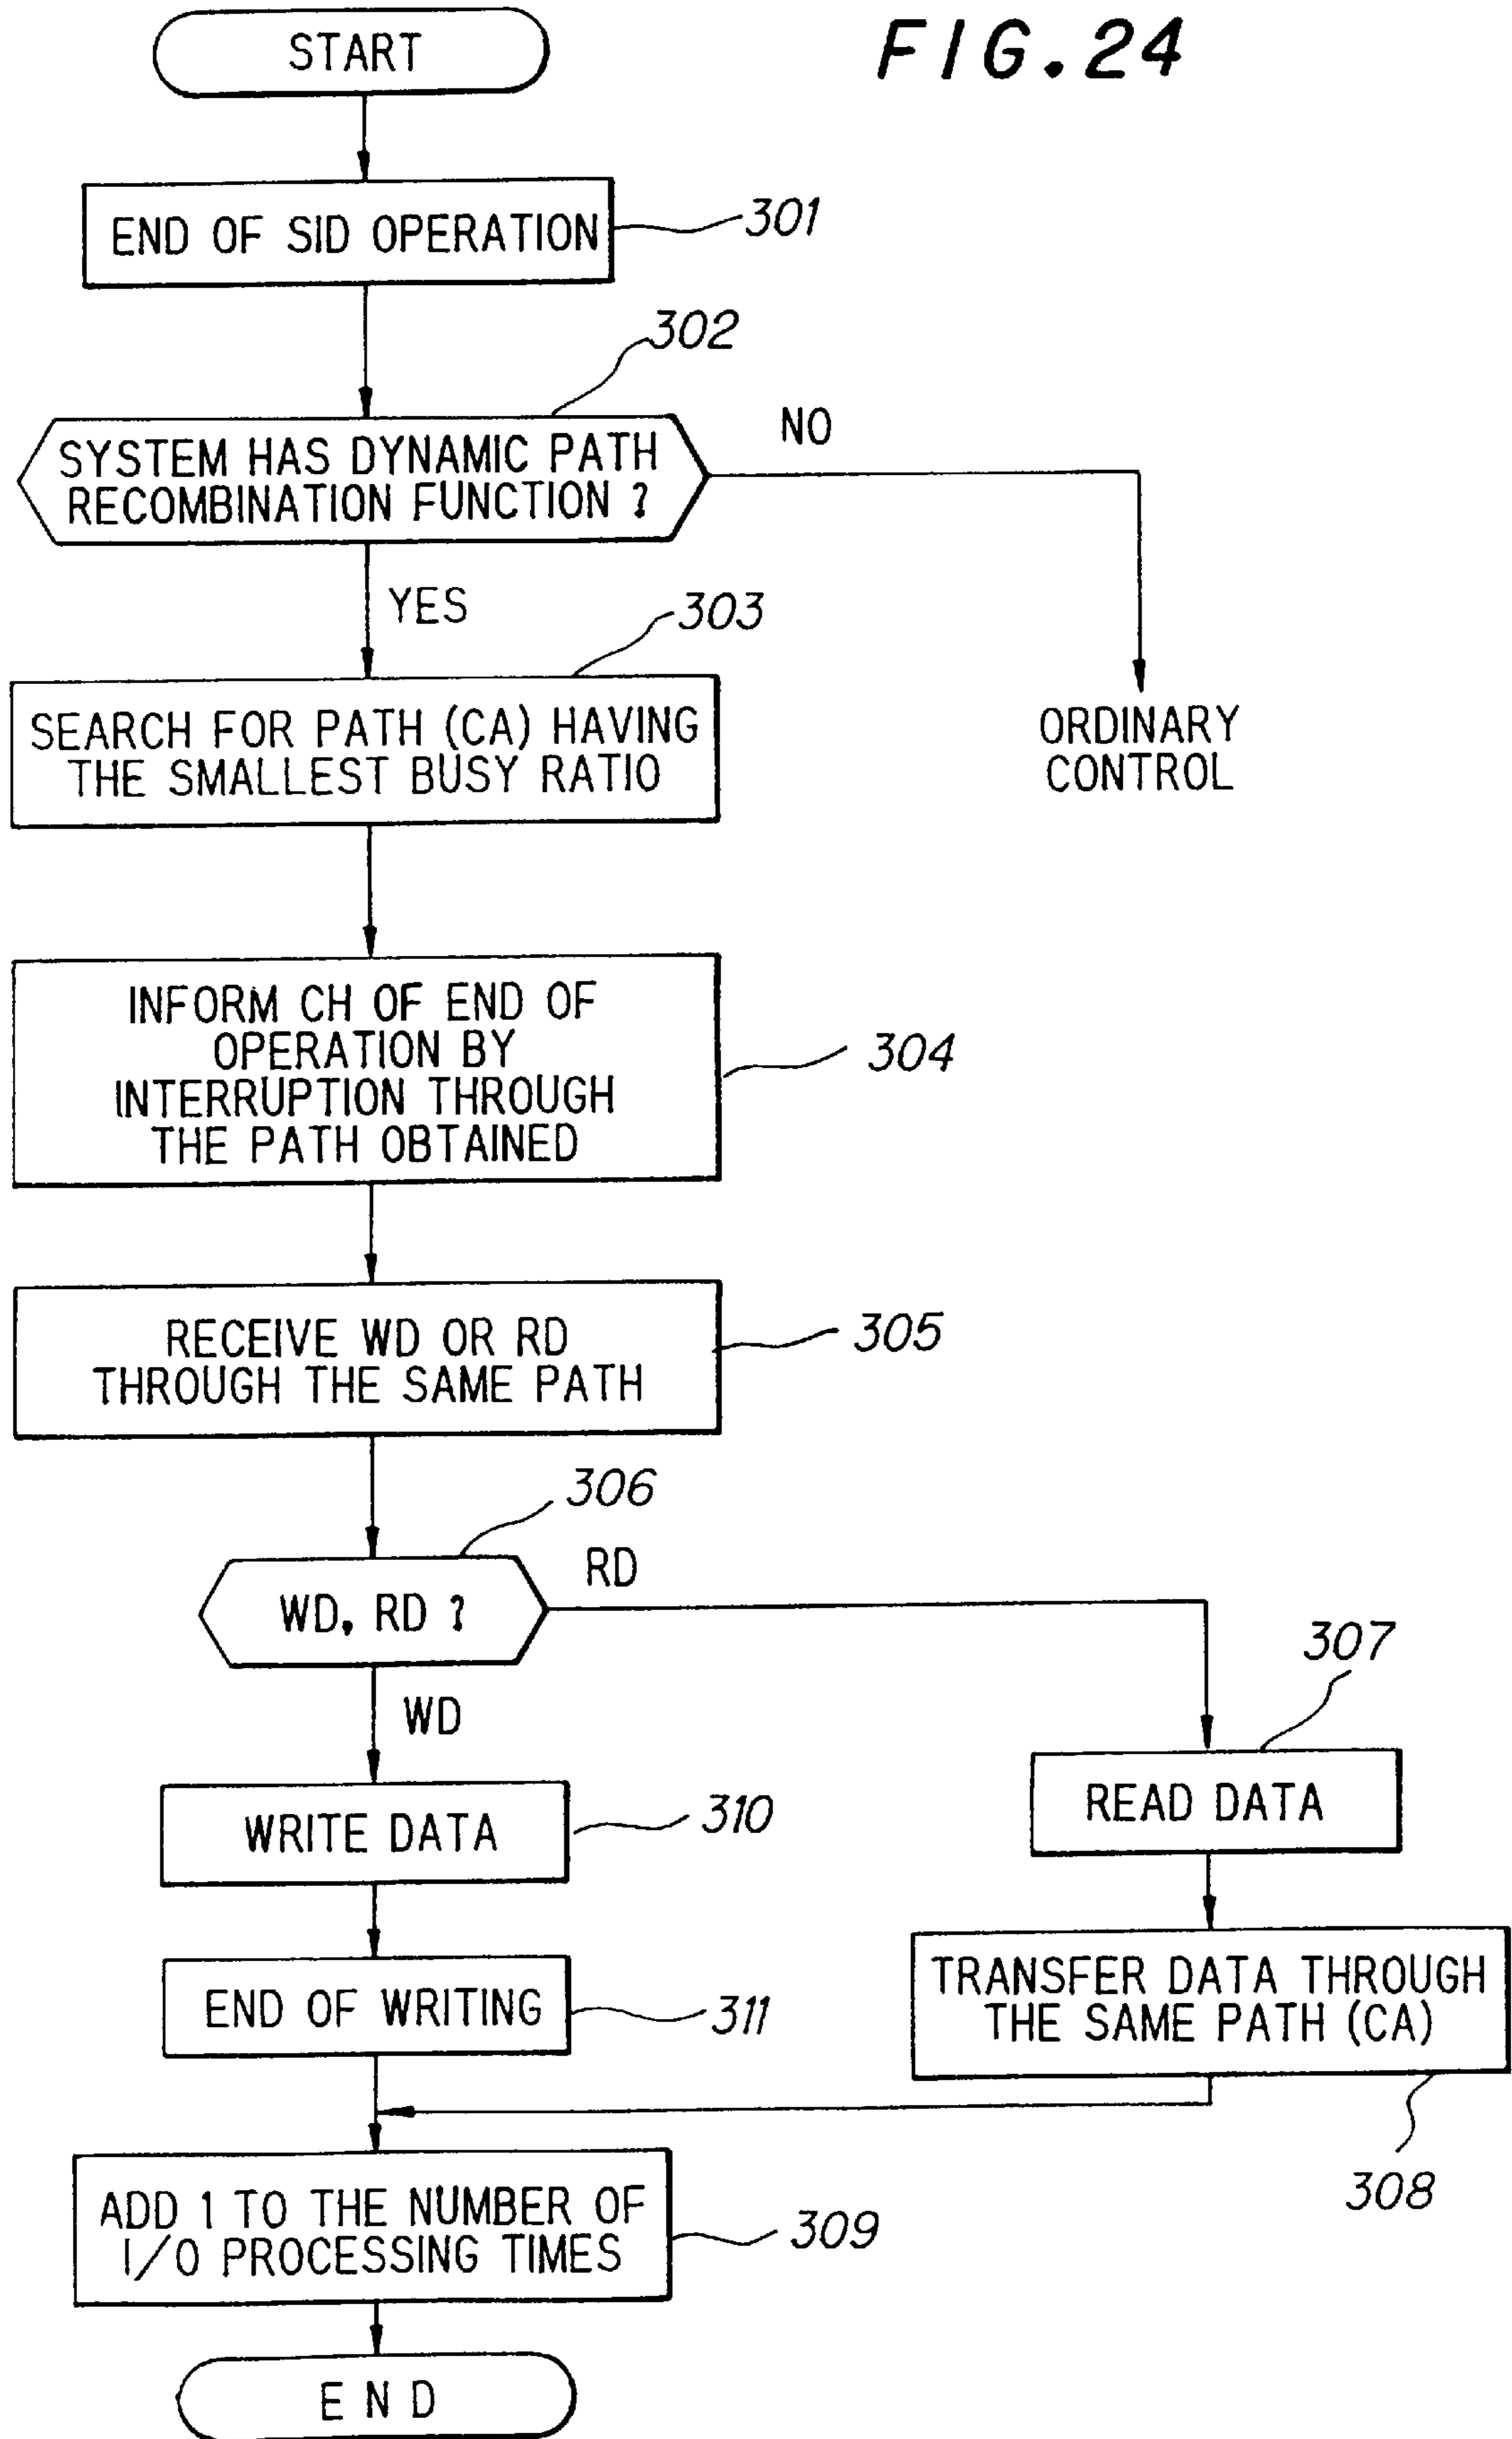 FIG.24
START
END OF SID OPERATION
301
302
SYSTEM HAS DYNAMIC PATH
RECOMBINATION FUNCTION ?
NO
YES
ORDINARY
CONTROL
303
SEARCH FOR PATH (CA) HAVING
THE SMALLEST BUSY RATIO
INFORM CH OF END OF
OPERATION BY
INTERRUPTION THROUGH
THE PATH OBTAINED
304
RECEIVE WD OR RD
THROUGH THE SAME PATH
305
306
WD, RD ?
RD
WD
307
READ DATA
WRITE DATA
310
TRANSFER DATA THROUGH
THE SAME PATH (CA)
308
END OF WRITING
311
ADD 1 TO THE NUMBER OF
I/O PROCESSING TIMES
309
END